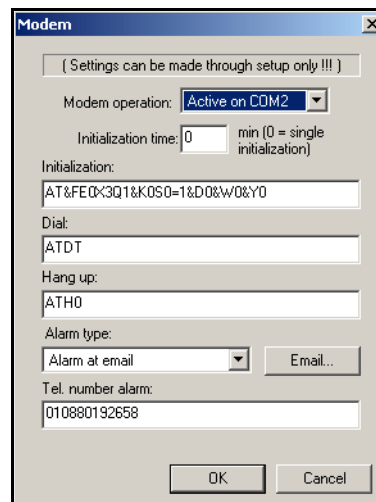 Modem
( Settings can be made through setup only !!! )
Modem operation: Active on COM2
Initialization time: 0 min (0 = single
initialization)
Initialization:
AT&FE0X3Q1&K0S0=1&D0&W0&Y0
Dial:
ATDT
Hang up:
ATH0
Alarm type:
Alarm at email Email...
Tel. number alarm:
010880192658
OK Cancel